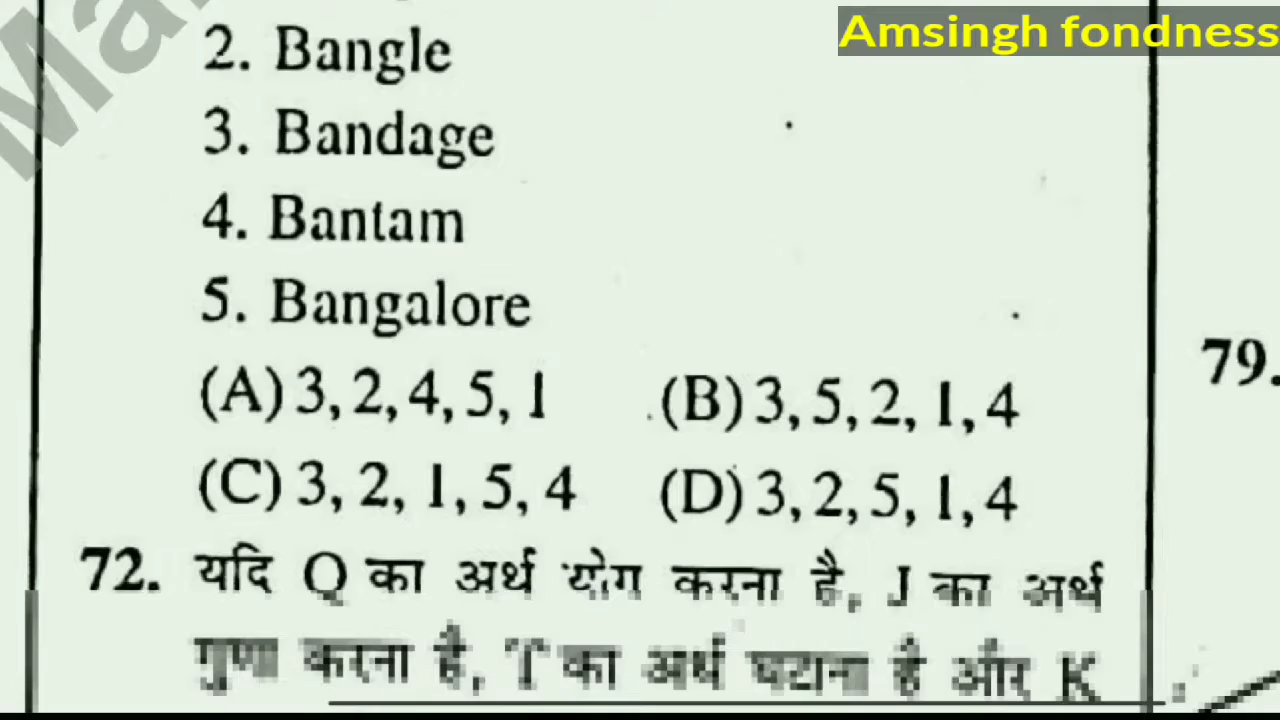 Amsingh fondness
2. Bangle
3. Bandage
4. Bantam
5. Bangalore
(A) 3, 2, 4, 5, 1 (B) 3, 5, 2, 1, 4
(C) 3, 2, 1, 5, 4 (D) 3, 2, 5, 1, 4
79.
72. यदि Q का अर्थ योग करना है, J का अर्थ
गुणा करना है, T का अर्थ घटाना है और K